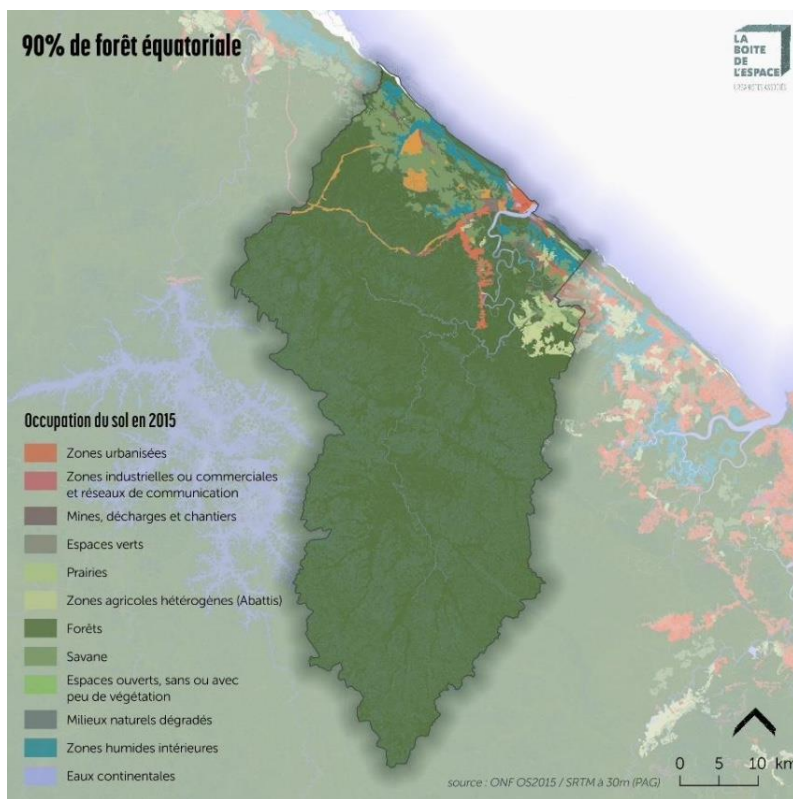 90% de forêt équatoriale
LA
BOITE
DE
L'ESPACE
Occupation du sol en 2015
Zones urbanisées
Zones industrielles ou commerciales
et réseaux de communication
Mines, décharges et chantiers
Espaces verts
Prairies
Zones agricoles hétérogènes (Abattis)
Forêts
Savane
Espaces ouverts, sans ou avec
peu de végétation
Milieux naturels dégradés
Zones humides intérieures
Eaux continentales
source : ONF OS2015 / SRTM à 30m (PAG)
0 5 10 km